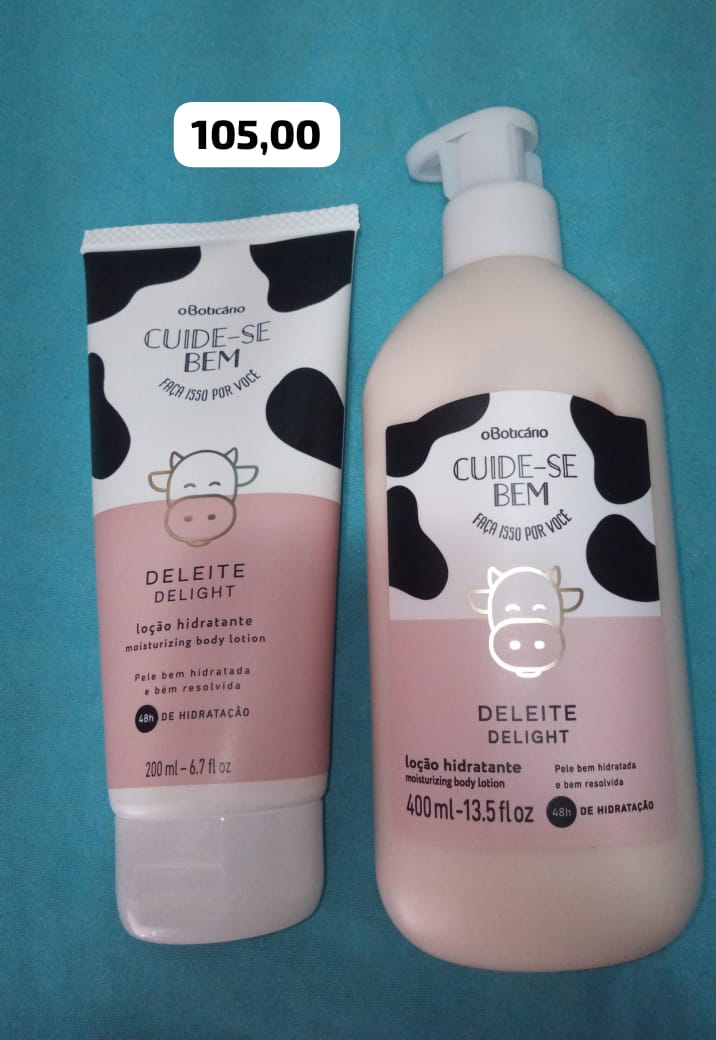 105,00
oBoticário
CUIDE-SE
BEM
FAÇA ISSO POR VOCÊ
DELEITE
DELIGHT
loção hidratante
moisturizing body lotion
Pele bem hidratada
e bem resolvida
48h DE HIDRATAÇÃO
200 ml – 6.7 fl oz
oBoticário
CUIDE-SE
BEM
FAÇA ISSO POR VOCÊ
DELEITE
DELIGHT
loção hidratante
moisturizing body lotion
400 ml - 13.5 fl oz
Pele bem hidratada
e bem resolvida
48h DE HIDRATAÇÃO